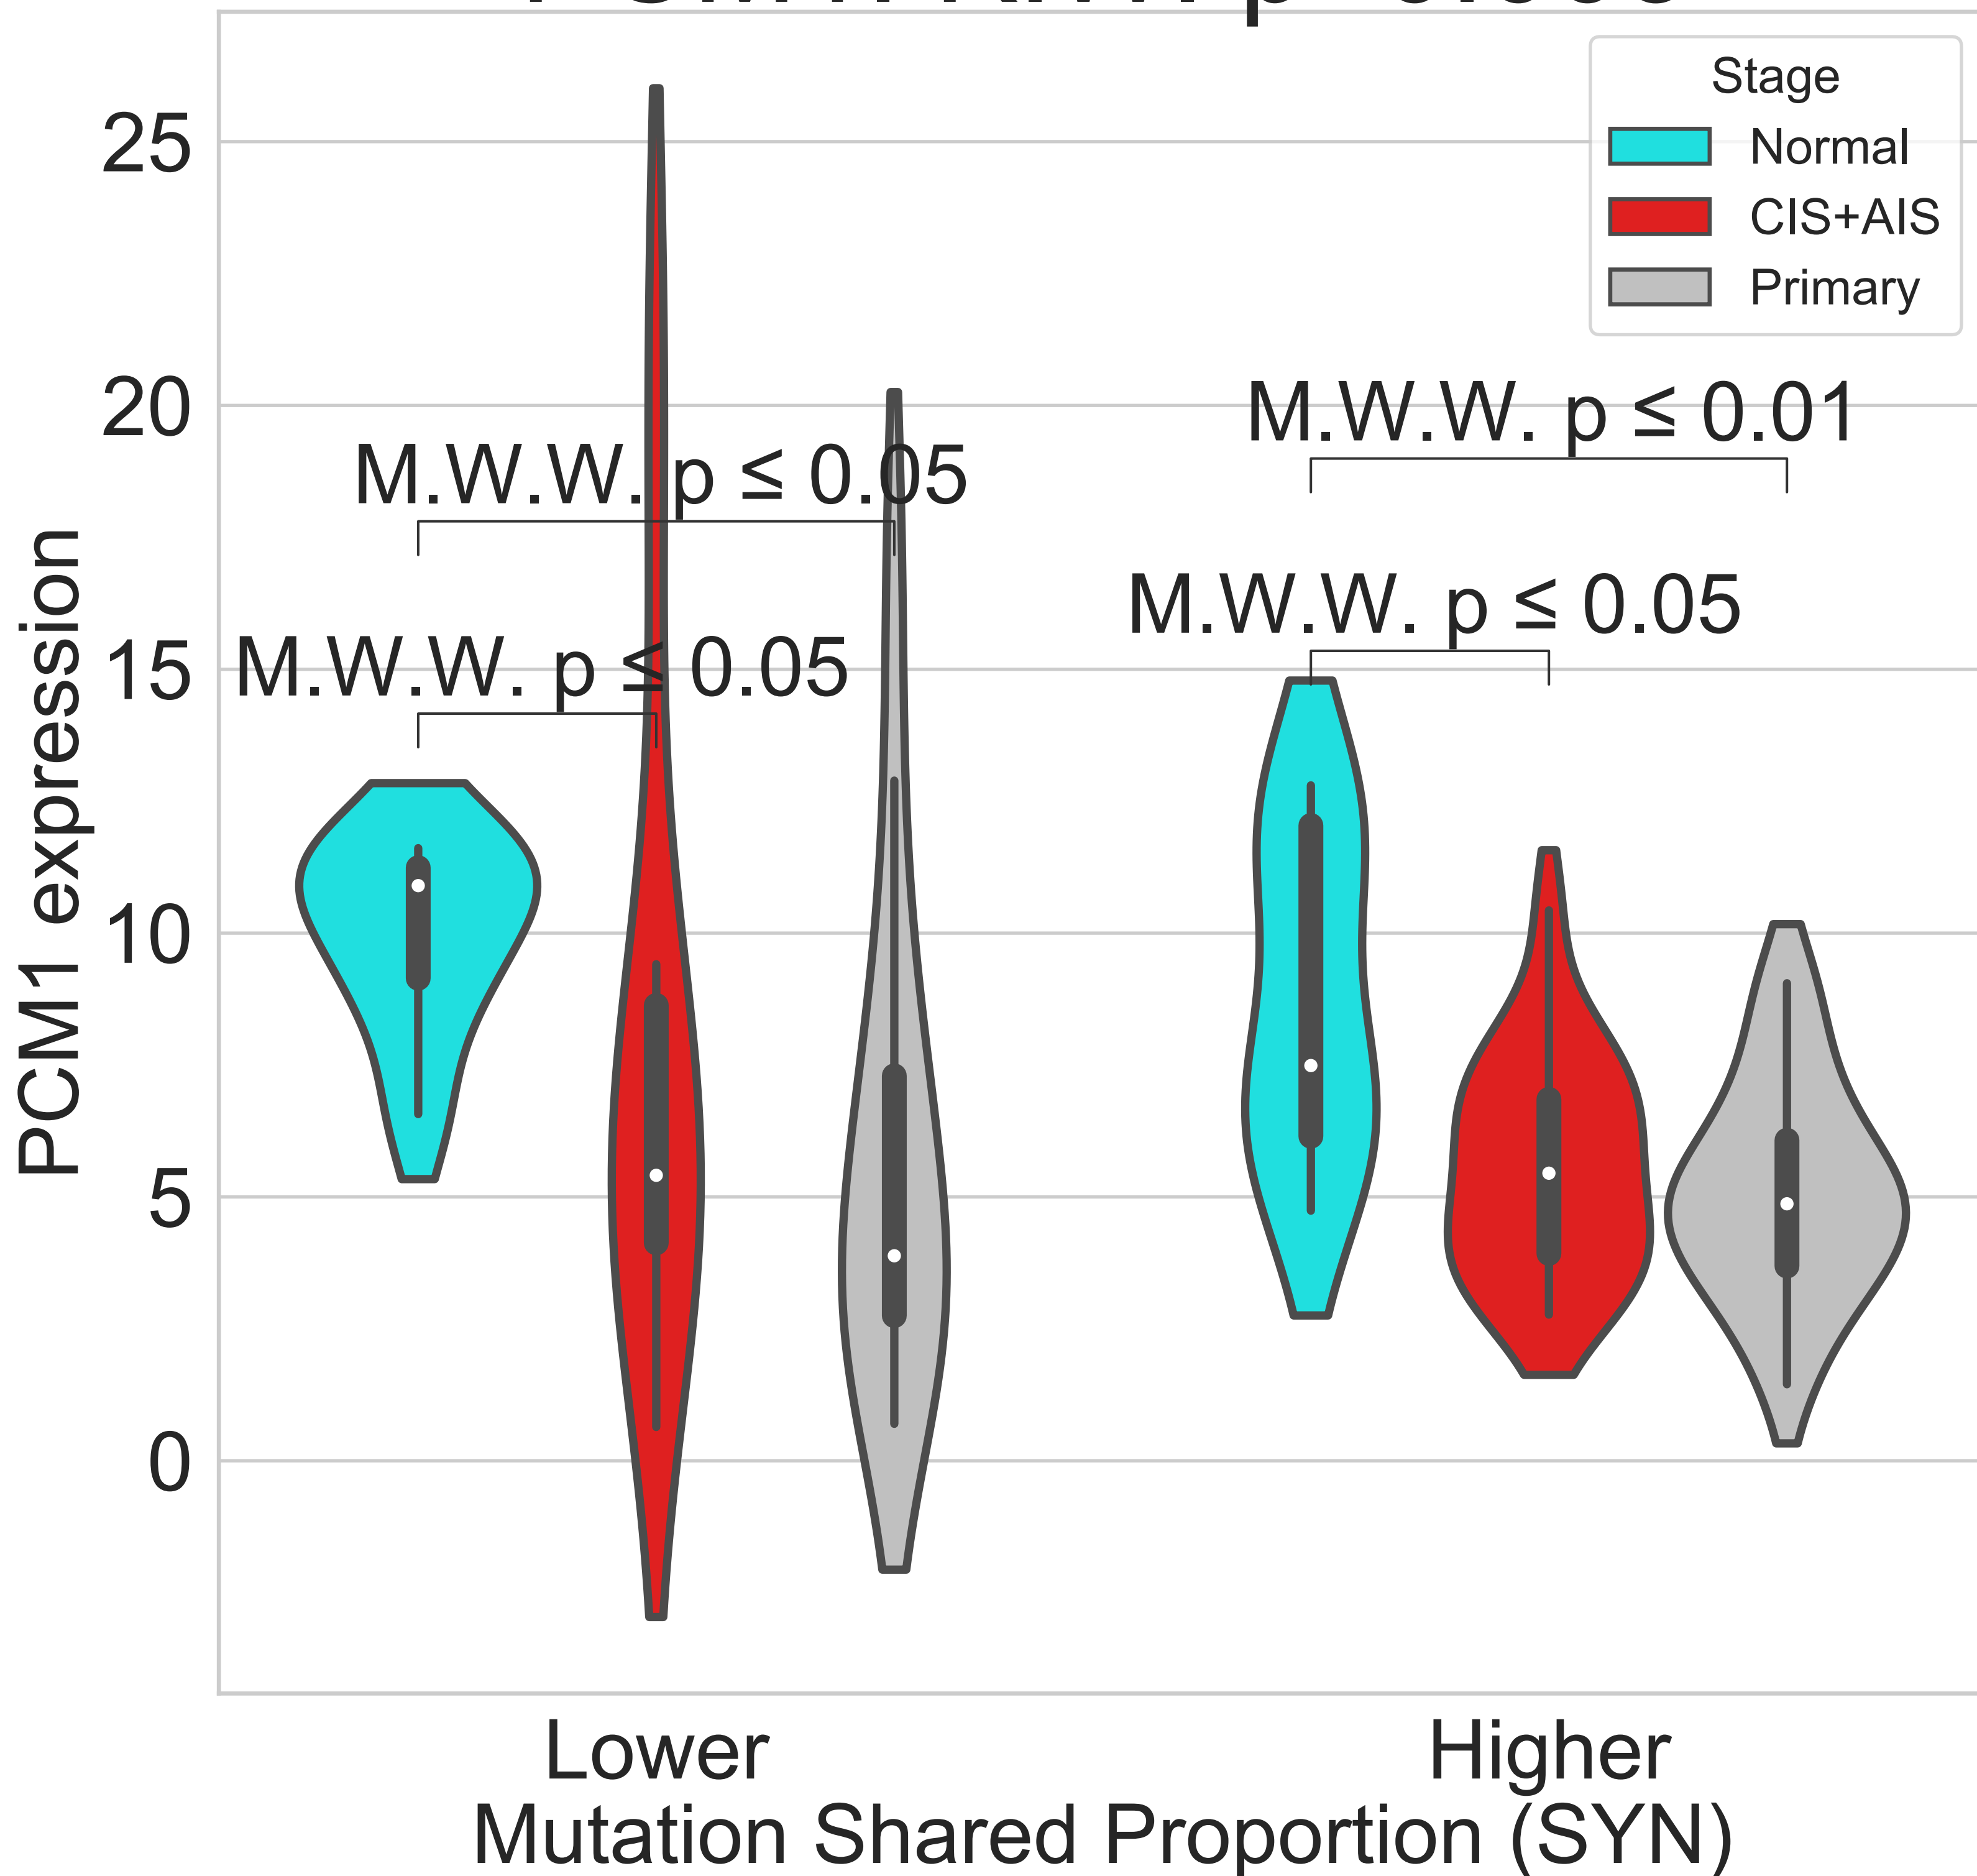 Stage
Normal
CIS+AIS
Primary
25
20
15
10
5
0
PCM1 expression
M.W.W. p ≤ 0.01
M.W.W. p ≤ 0.05
M.W.W. p ≤ 0.05
M.W.W. p ≤ 0.05
Lower
Higher
Mutation Shared Proportion (SYN)